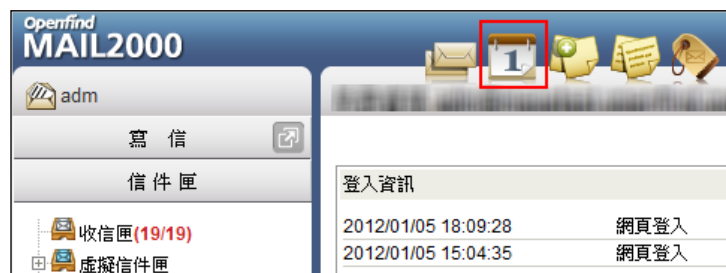 Openfind
MAIL2000
1
adm
寫 信
信件匣
收信匣(19/19)
虛擬信件匣
登入資訊
2012/01/05 18:09:28 網頁登入
2012/01/05 15:04:35 網頁登入